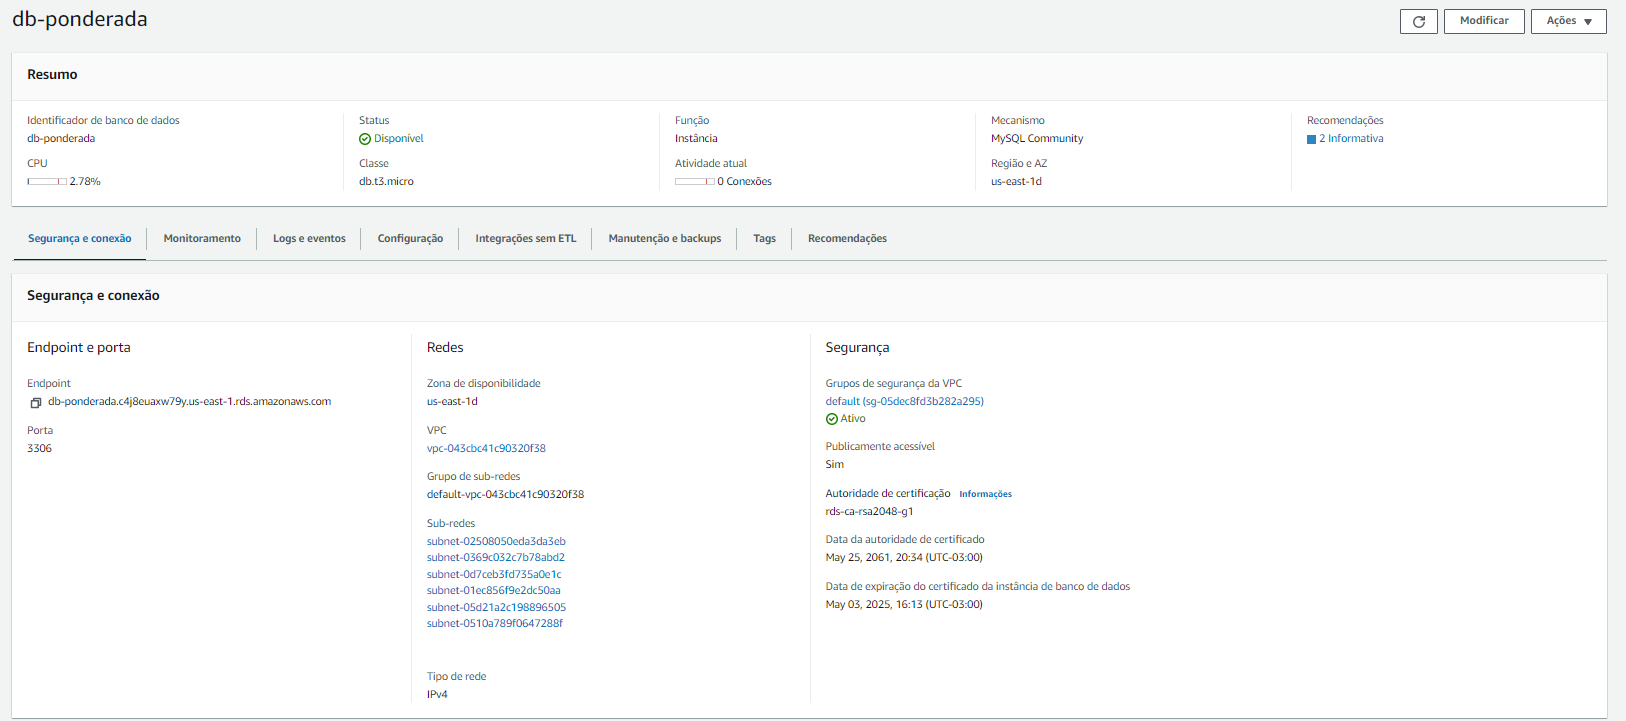 db-ponderada
Modificar
Ações
Resumo
Identificador de banco de dados
db-ponderada
CPU
2.78%
Status
Disponível
Classe
db.t3.micro
Função
Instância
Atividade atual
0 Conexões
Mecanismo
MySQL Community
Região e AZ
us-east-1d
Recomendações
2 Informativa
Segurança e conexão
Monitoramento
Logs e eventos
Configuração
Integrações sem ETL
Manutenção e backups
Tags
Recomendações
Segurança e conexão
Endpoint e porta
Endpoint
db-ponderada.c4j8euaxw79y.us-east-1.rds.amazonaws.com
Porta
3306
Redes
Zona de disponibilidade
us-east-1d
VPC
vpc-043cbc41c90320f38
Grupo de sub-redes
default-vpc-043cbc41c90320f38
Sub-redes
subnet-02508050eda3da3eb
subnet-0369c032c7b78abd2
subnet-0d7ceb3fd735a0e1c
subnet-01ec856f9e2dc50aa
subnet-05d21a2c198896505
subnet-0510a789f0647288f
Tipo de rede
IPv4
Segurança
Grupos de segurança da VPC
default (sg-05dec8fd3b282a295)
Ativo
Publicamente acessível
Sim
Autoridade de certificação Informações
rds-ca-rsa2048-g1
Data da autoridade de certificado
May 25, 2061, 20:34 (UTC-03:00)
Data de expiração do certificado da instância de banco de dados
May 03, 2025, 16:13 (UTC-03:00)